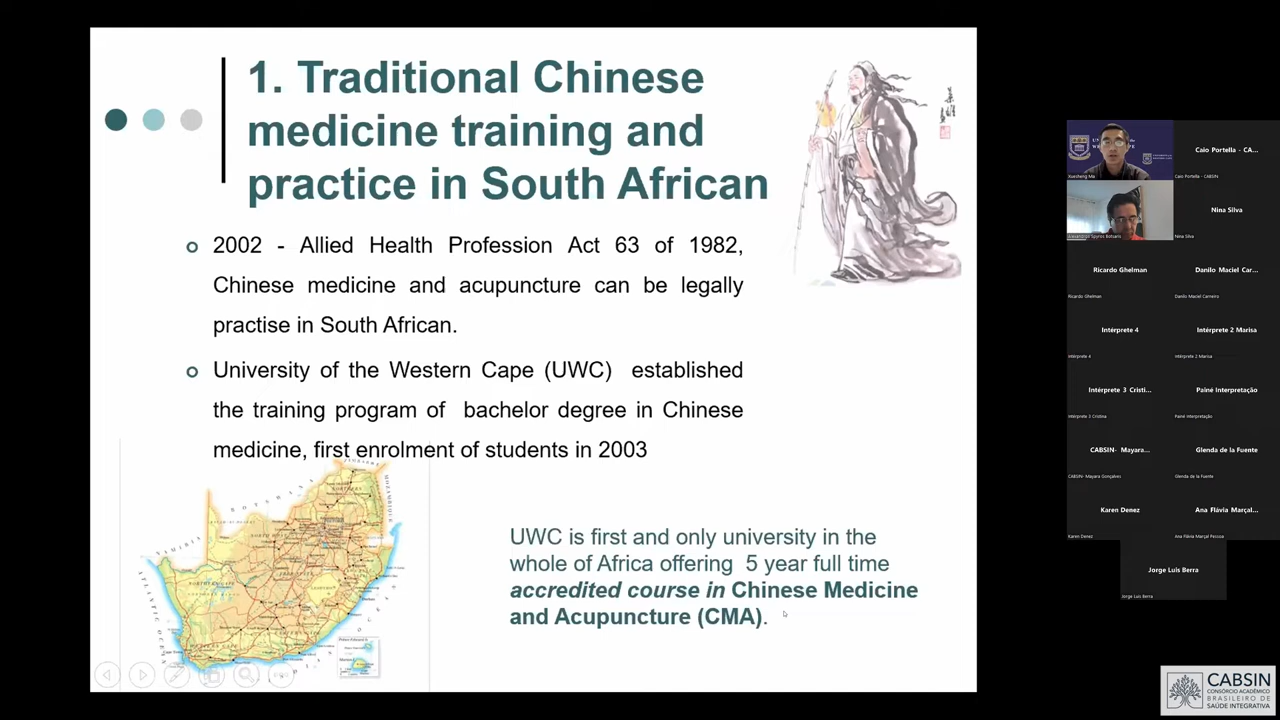 1. Traditional Chinese
medicine training and
practice in South African
2002 - Allied Health Profession Act 63 of 1982,
Chinese medicine and acupuncture can be legally
practise in South African.
University of the Western Cape (UWC) established
the training program of bachelor degree in Chinese
medicine, first enrolment of students in 2003
UWC is first and only university in the
whole of Africa offering 5 year full time
accredited course in Chinese Medicine
and Acupuncture (CMA).
Xuesheng Ma
Caio Portella - CA...
Caio Portella - CABSIN
Nina Silva
Nina Silva
Ricardo Ghelman
Ricardo Ghelman
Danilo Maciel Car...
Danilo Maciel Carneiro
Intérprete 4
Intérprete 4
Intérprete 2 Marisa
Intérprete 2 Marisa
Intérprete 3 Cristi...
Intérprete 3 Cristina
Painé Interpretação
Painé Interpretação
CABSIN- Mayara...
CABSIN- Mayara Gonçalves
Glenda de la Fuente
Glenda de la Fuente
Karen Denez
Karen Denez
Ana Flávia Marçal...
Ana Flávia Marçal Pessoa
Jorge Luis Berra
Jorge Luis Berra
CABSIN
CONSÓRCIO ACADÊMICO
BRASILEIRO DE
SAÚDE INTEGRATIVA